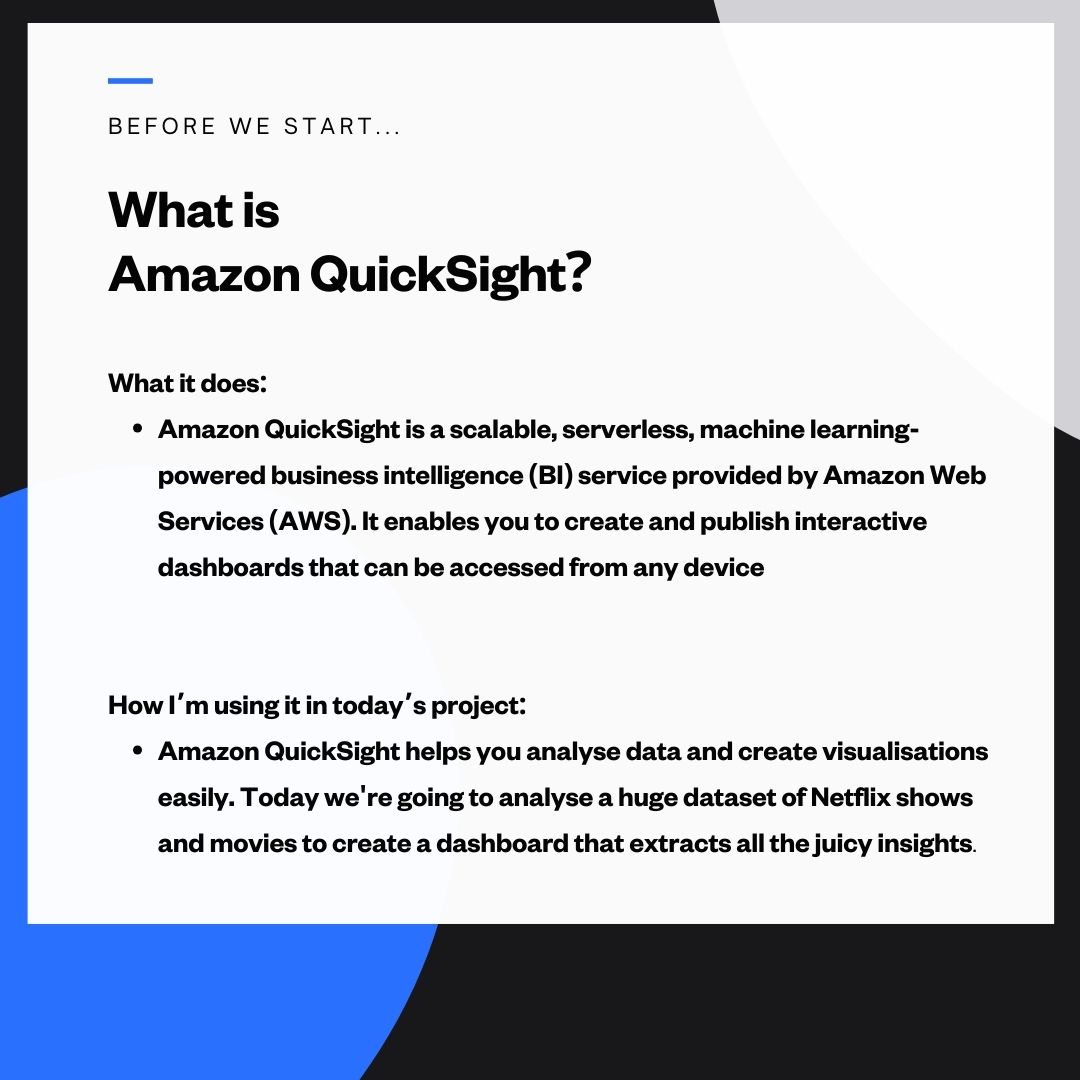 BEFORE WE START...
What is
Amazon QuickSight?
What it does:
• Amazon QuickSight is a scalable, serverless, machine learning-
powered business intelligence (BI) service provided by Amazon Web
Services (AWS). It enables you to create and publish interactive
dashboards that can be accessed from any device
How I’m using it in today’s project:
• Amazon QuickSight helps you analyse data and create visualisations
easily. Today we're going to analyse a huge dataset of Netflix shows
and movies to create a dashboard that extracts all the juicy insights.